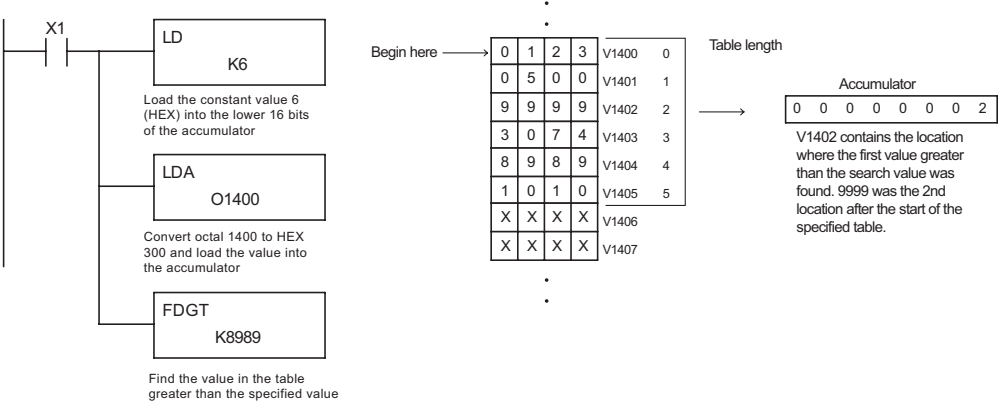 X1
LD
K6
Load the constant value 6
(HEX) into the lower 16 bits
of the accumulator
LDA
O1400
Convert octal 1400 to HEX
300 and load the value into
the accumulator
FDGT
K8989
Find the value in the table
greater than the specified value
Begin here
0 1 2 3 V1400 0
0 5 0 0 V1401 1
9 9 9 9 V1402 2
3 0 7 4 V1403 3
8 9 8 9 V1404 4
1 0 1 0 V1405 5
X X X X V1406
X X X X V1407
Table length
Accumulator
0 0 0 0 0 0 0 2
V1402 contains the location
where the first value greater
than the search value was
found. 9999 was the 2nd
location after the start of the
specified table.